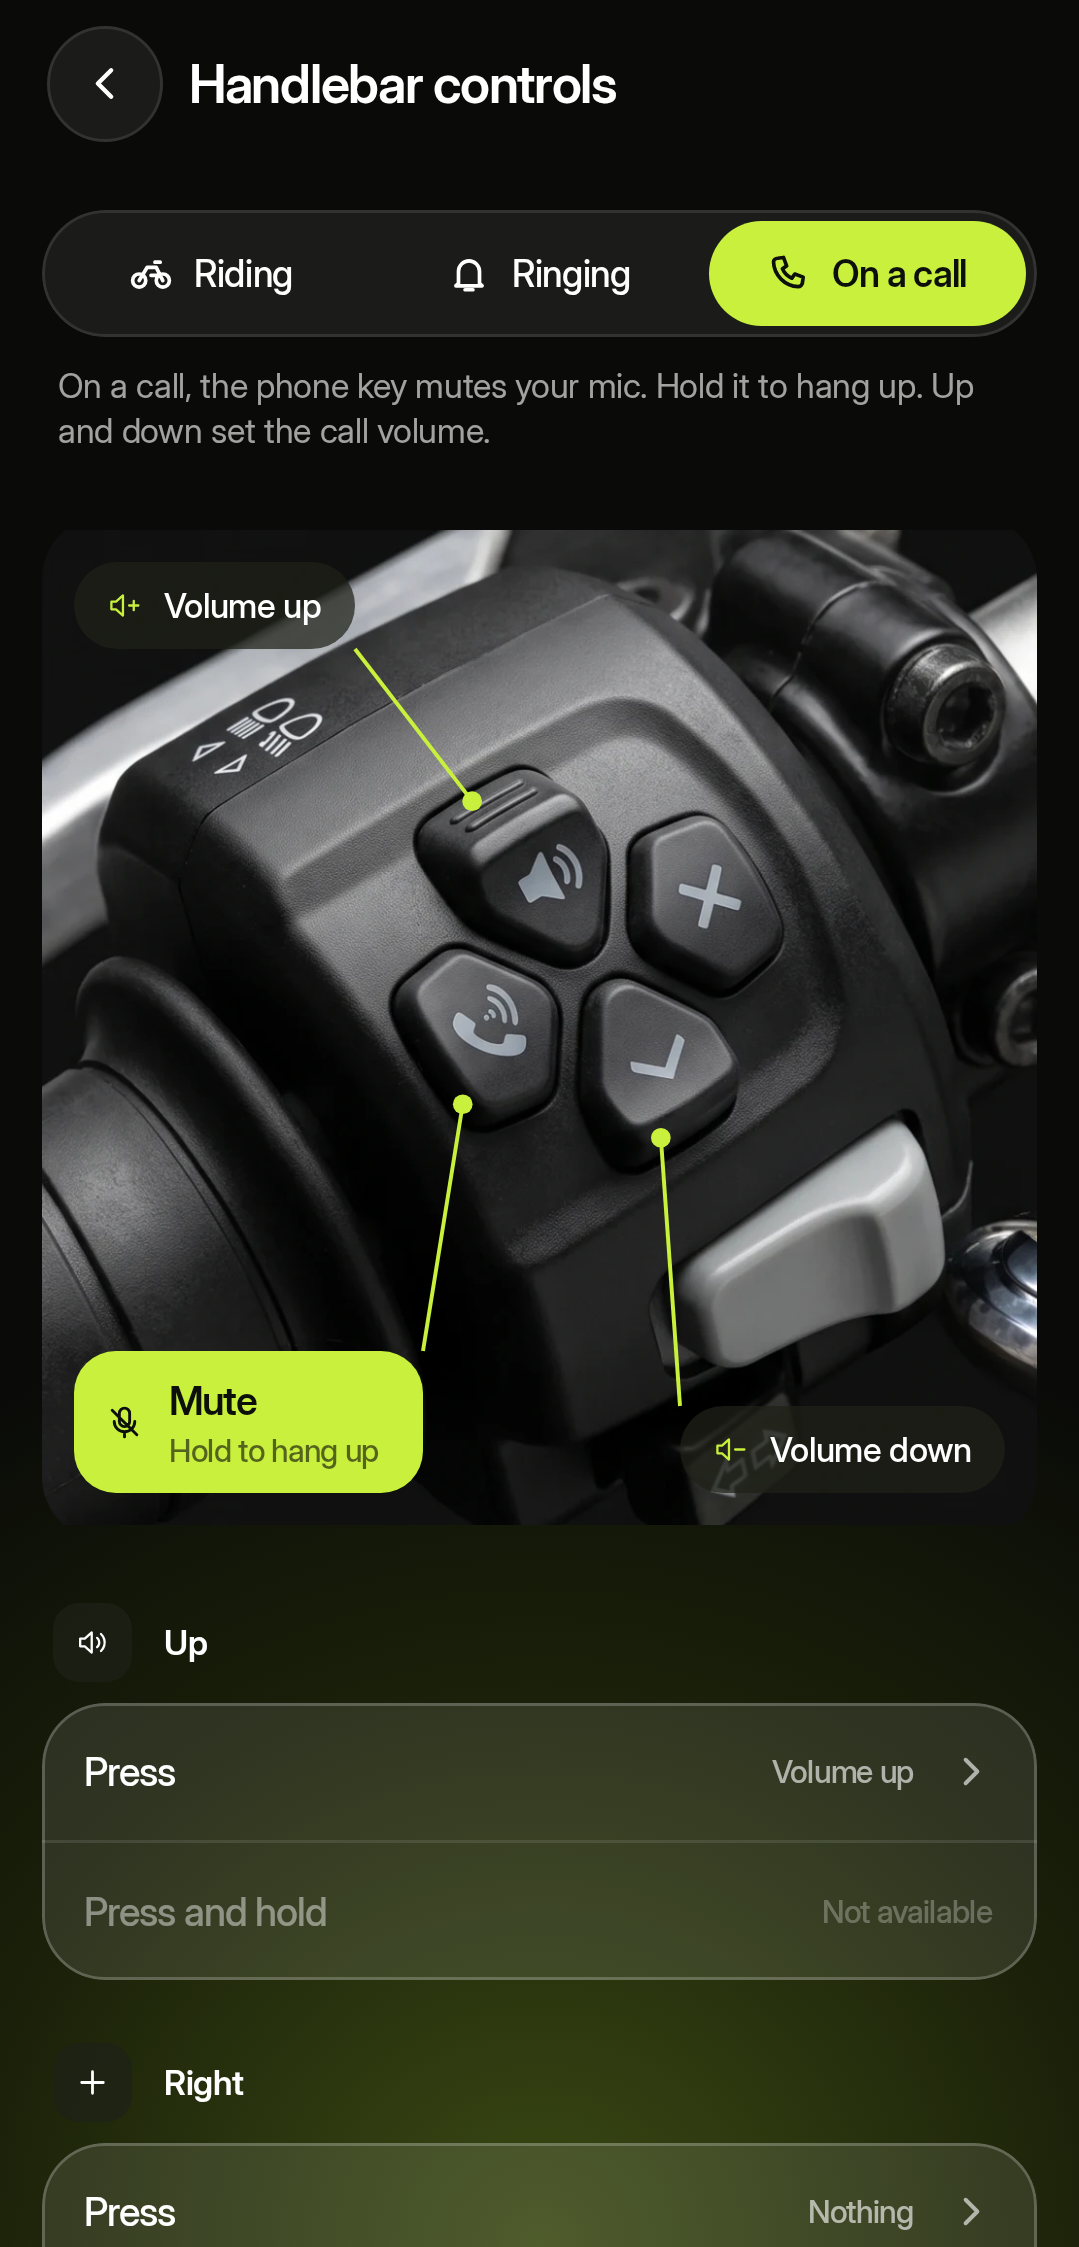 Handlebar controls
Riding
Ringing
On a call
On a call, the phone key mutes your mic. Hold it to hang up. Up
and down set the call volume.
Volume up
Mute
Hold to hang up
Volume down
Up
Press
Volume up
Press and hold
Not available
Right
Press
Nothing